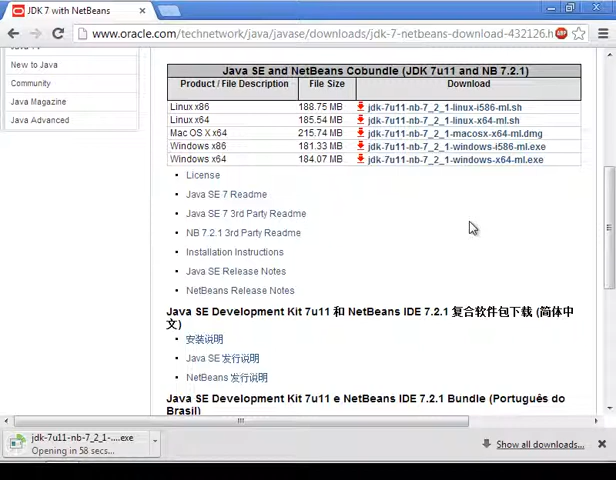 JDK 7 with NetBeans
www.oracle.com/technetwork/java/javase/downloads/jdk-7-netbeans-download-432126.h
New to Java
Community
Java Magazine
Java Advanced
Java SE and NetBeans Cobundle (JDK 7u11 and NB 7.2.1)
Product / File Description File Size Download
Linux x86 188.75 MB jdk-7u11-nb-7_2_1-linux-i586-ml.sh
Linux x64 185.54 MB jdk-7u11-nb-7_2_1-linux-x64-ml.sh
Mac OS X x64 215.74 MB jdk-7u11-nb-7_2_1-macosx-x64-ml.dmg
Windows x86 181.33 MB jdk-7u11-nb-7_2_1-windows-i586-ml.exe
Windows x64 184.07 MB jdk-7u11-nb-7_2_1-windows-x64-ml.exe
License
Java SE 7 Readme
Java SE 7 3rd Party Readme
NB 7.2.1 3rd Party Readme
Installation Instructions
Java SE Release Notes
NetBeans Release Notes
Java SE Development Kit 7u11 和 NetBeans IDE 7.2.1 复合软件包下载 (简体中
文)
安装说明
Java SE 发行说明
NetBeans 发行说明
Java SE Development Kit 7u11 e NetBeans IDE 7.2.1 Bundle (Português do
Brasil)
jdk-7u11-nb-7_2_1-....exe
Opening in 58 secs...
Show all downloads...